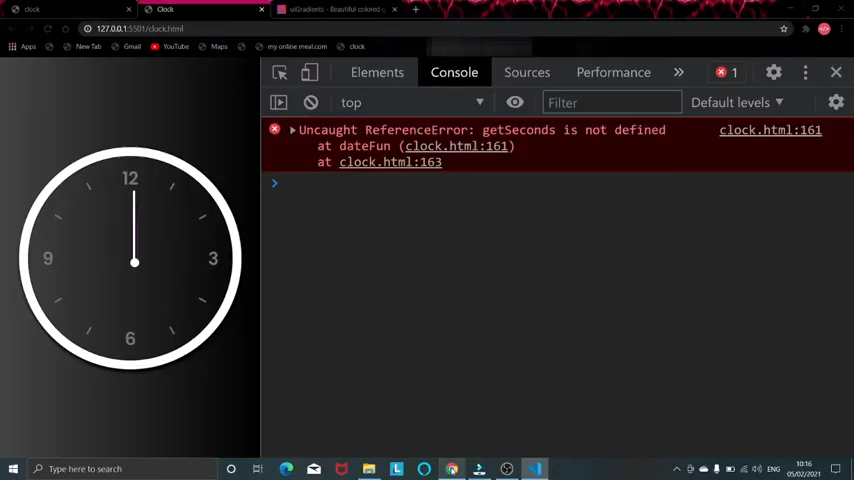 clock
Clock
uiGradients - Beautiful colored
127.0.0.1:5501/clock.html
Apps
New Tab
Gmail
YouTube
Maps
my online meal.com
clock
Elements
Console
Sources
Performance
1
top
Filter
Default levels
Uncaught ReferenceError: getSeconds is not defined
clock.html:161
at dateFun (clock.html:161)
at clock.html:163
12
9
3
6
Type here to search
L
ENG
10:16
05/02/2021